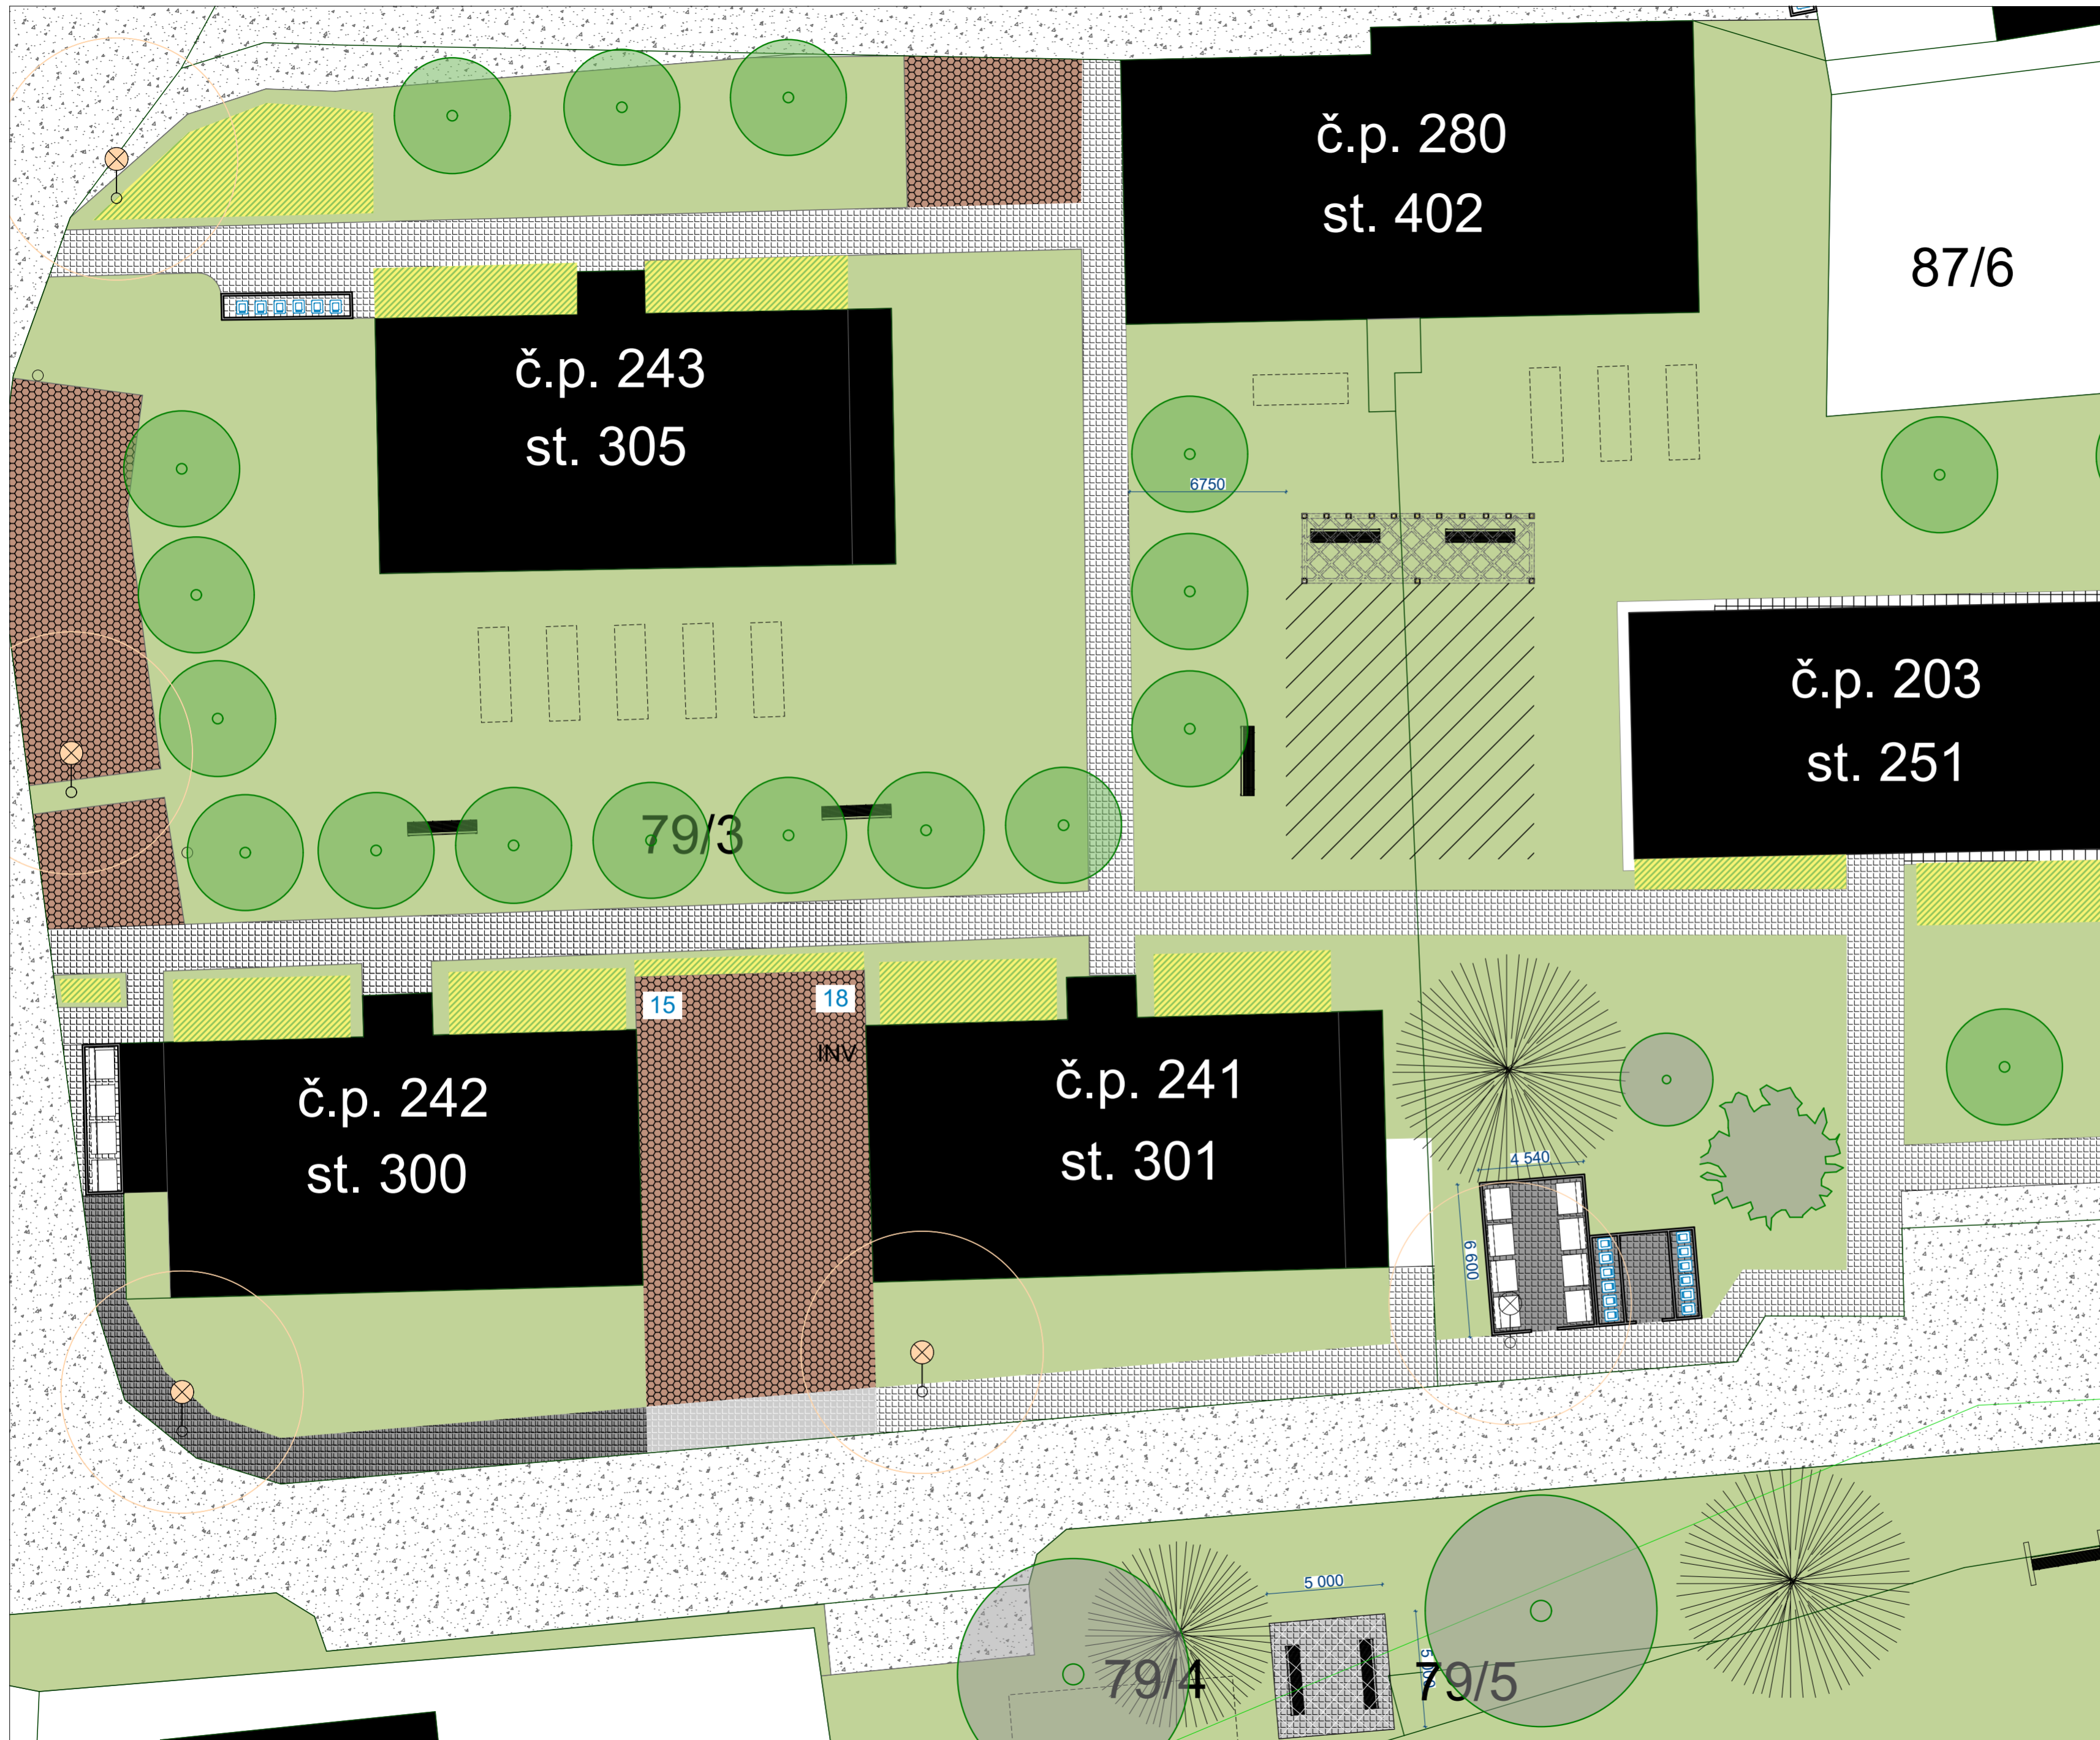 č.p. 280
st. 402
87/6
č.p. 243
st. 305
6750
č.p. 203
st. 251
79/3
15
18
INV
č.p. 242
st. 300
č.p. 241
st. 301
4 540
6 600
5 000
79/4
79/5